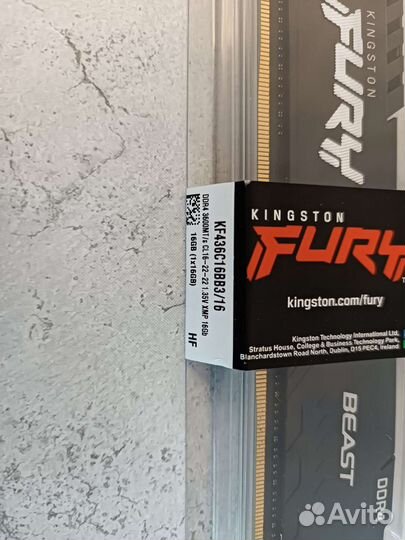 KINGSTON
FURY
KF436C16BB3/16
DDR4 3600MT/s CL16-22-22 1.35V XMP 16Gb
16GB (1x16GB)
HF
KINGSTON
FURY
kingston.com/fury
Kingston Technology International Ltd,
Stratus House, College & Business Technology Park,
Blanchardstown Road North, Dublin, D15 PEC4, Ireland
BEAST
DDR4
Avito